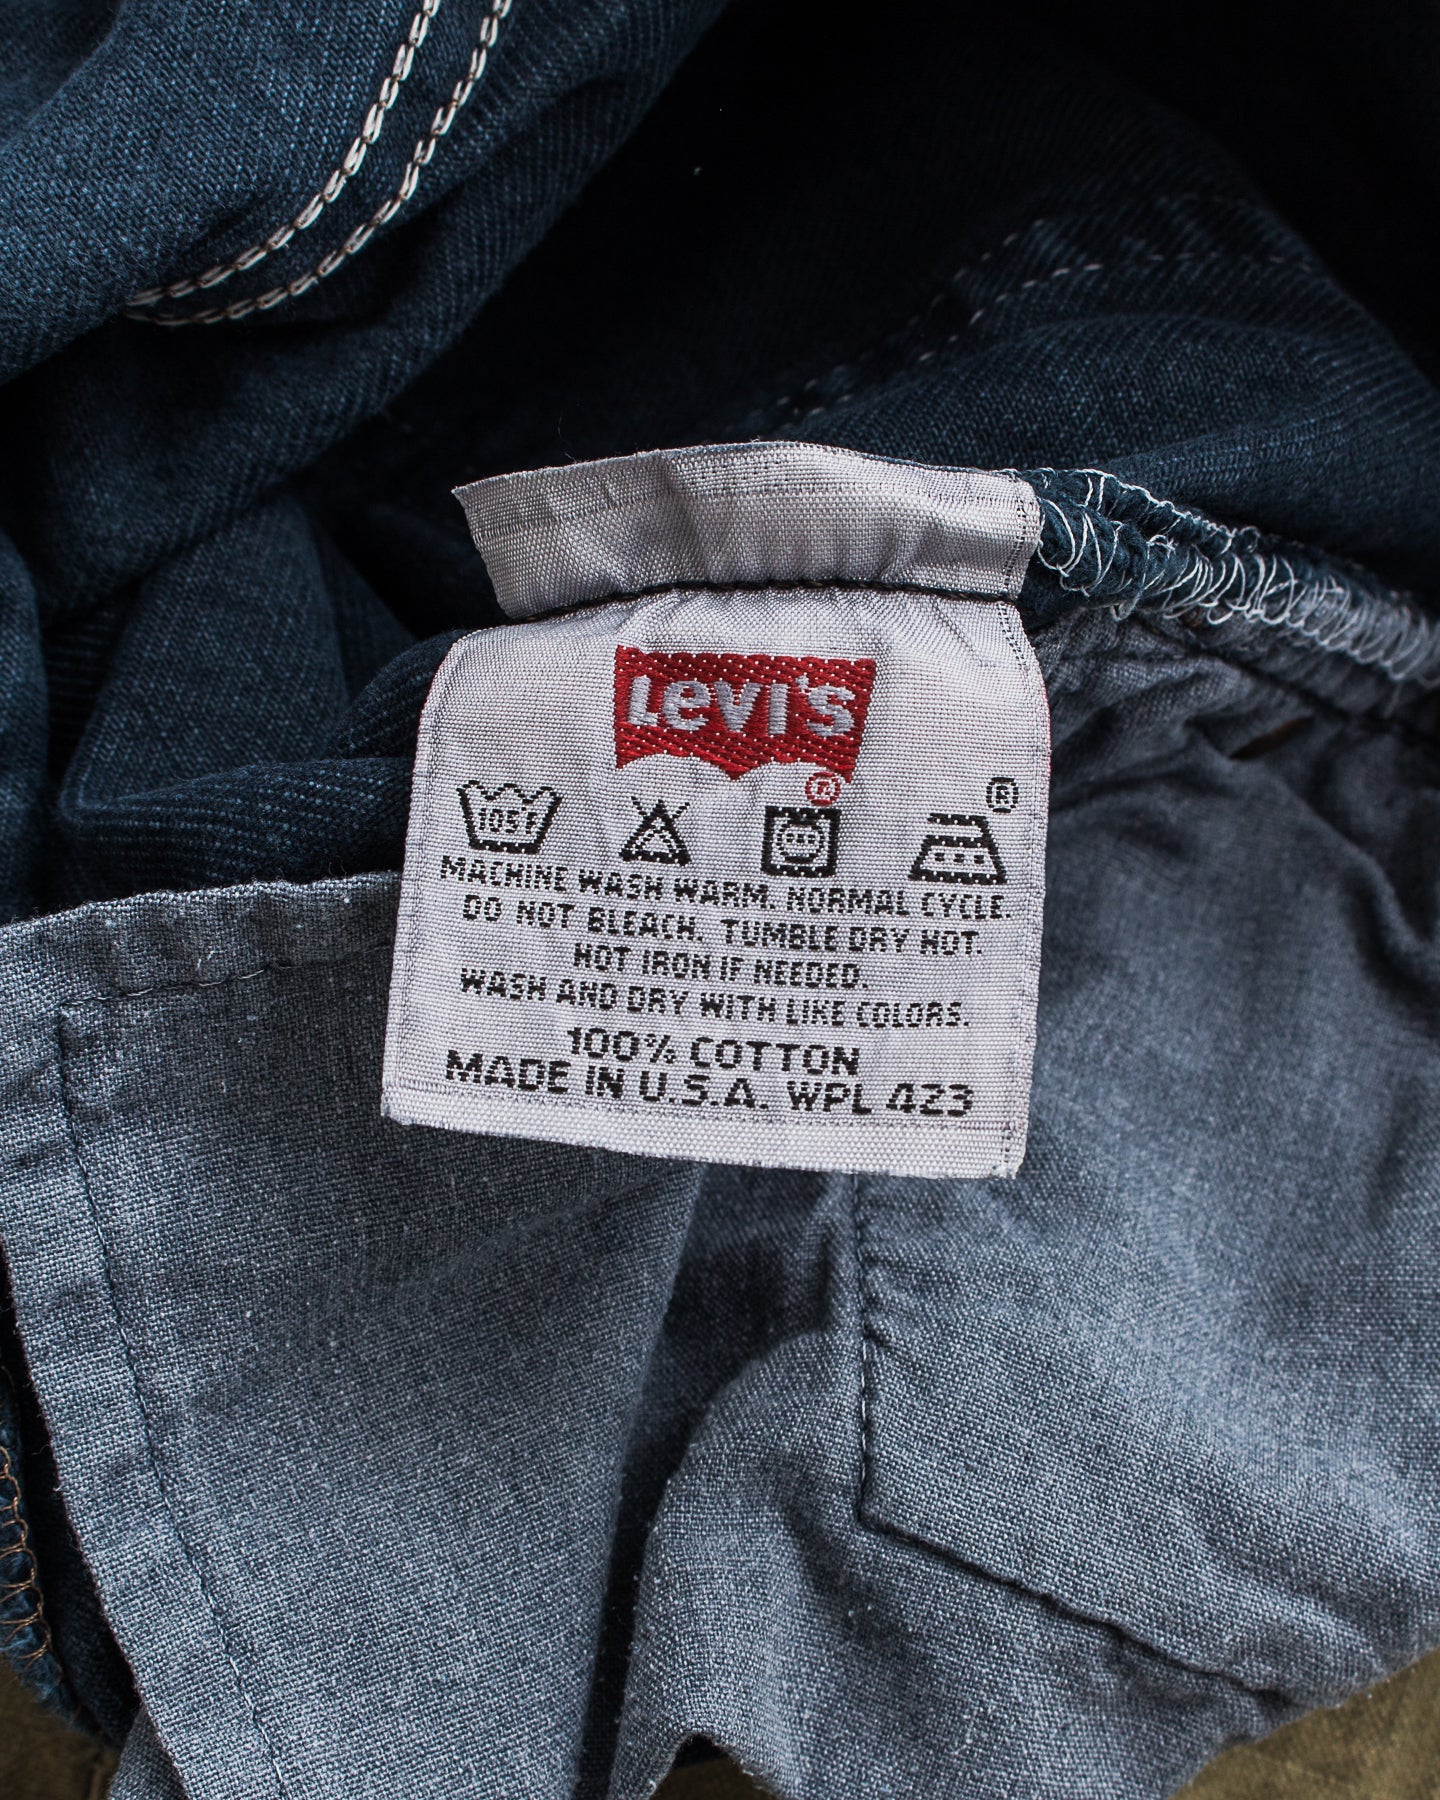 Levi's
®
®
105F
MACHINE WASH WARM. NORMAL CYCLE.
DO NOT BLEACH. TUMBLE DRY HOT.
HOT IRON IF NEEDED.
WASH AND DRY WITH LIKE COLORS.
100% COTTON
MADE IN U.S.A. WPL 423